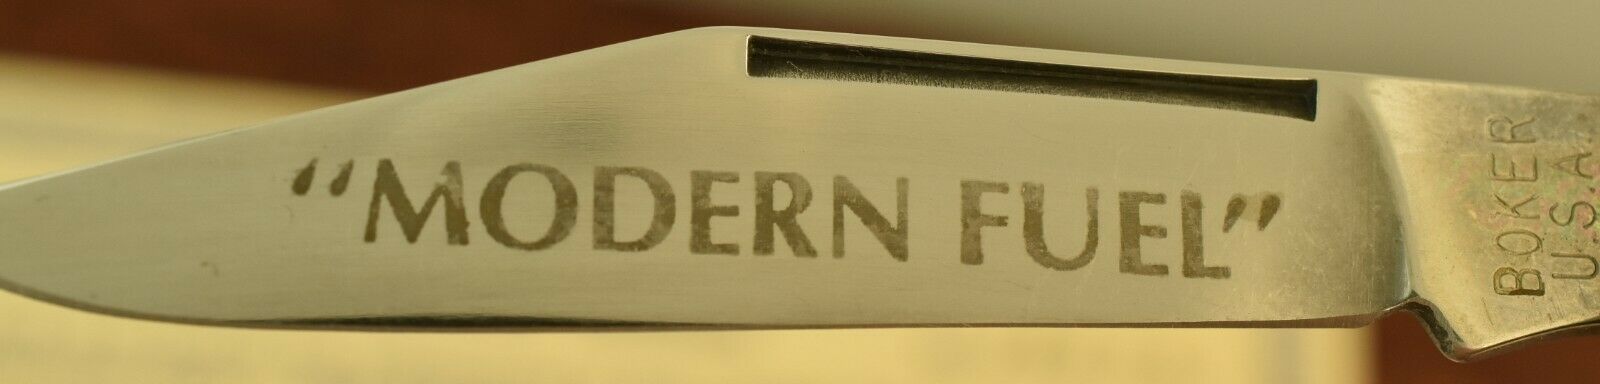 "MODERN FUEL"
BOKER
U.S.A.